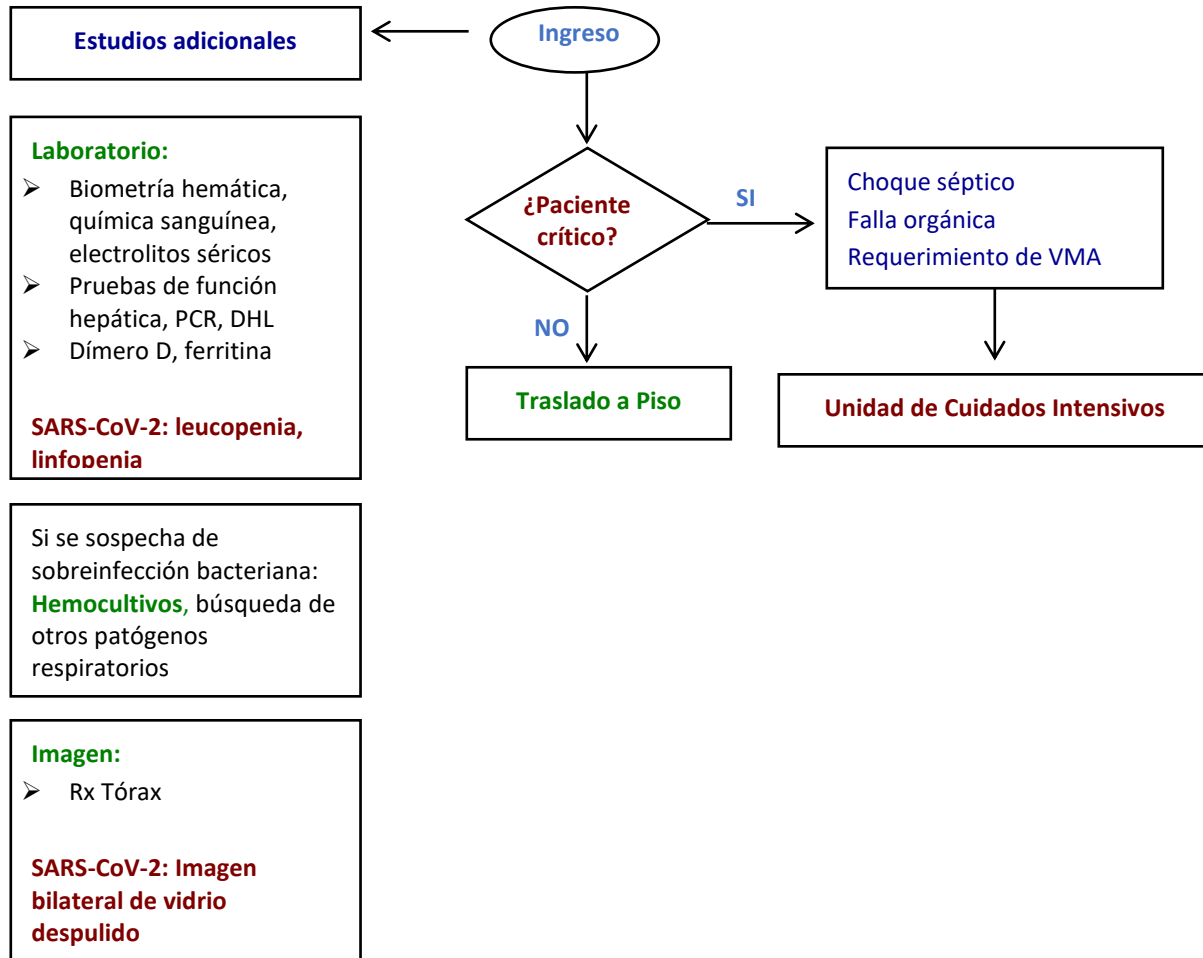 Estudios adicionales
Ingreso
Laboratorio:
➢ Biometría hemática,
química sanguínea,
electrolitos séricos
➢ Pruebas de función
hepática, PCR, DHL
➢ Dímero D, ferritina
SARS-CoV-2: leucopenia,
linfopenia
Si se sospecha de
sobreinfección bacteriana:
Hemocultivos, búsqueda de
otros patógenos
respiratorios
Imagen:
➢ Rx Tórax
SARS-CoV-2: Imagen
bilateral de vidrio
despulido
¿Paciente
crítico?
SI
Choque séptico
Falla orgánica
Requerimiento de VMA
NO
Traslado a Piso
Unidad de Cuidados Intensivos